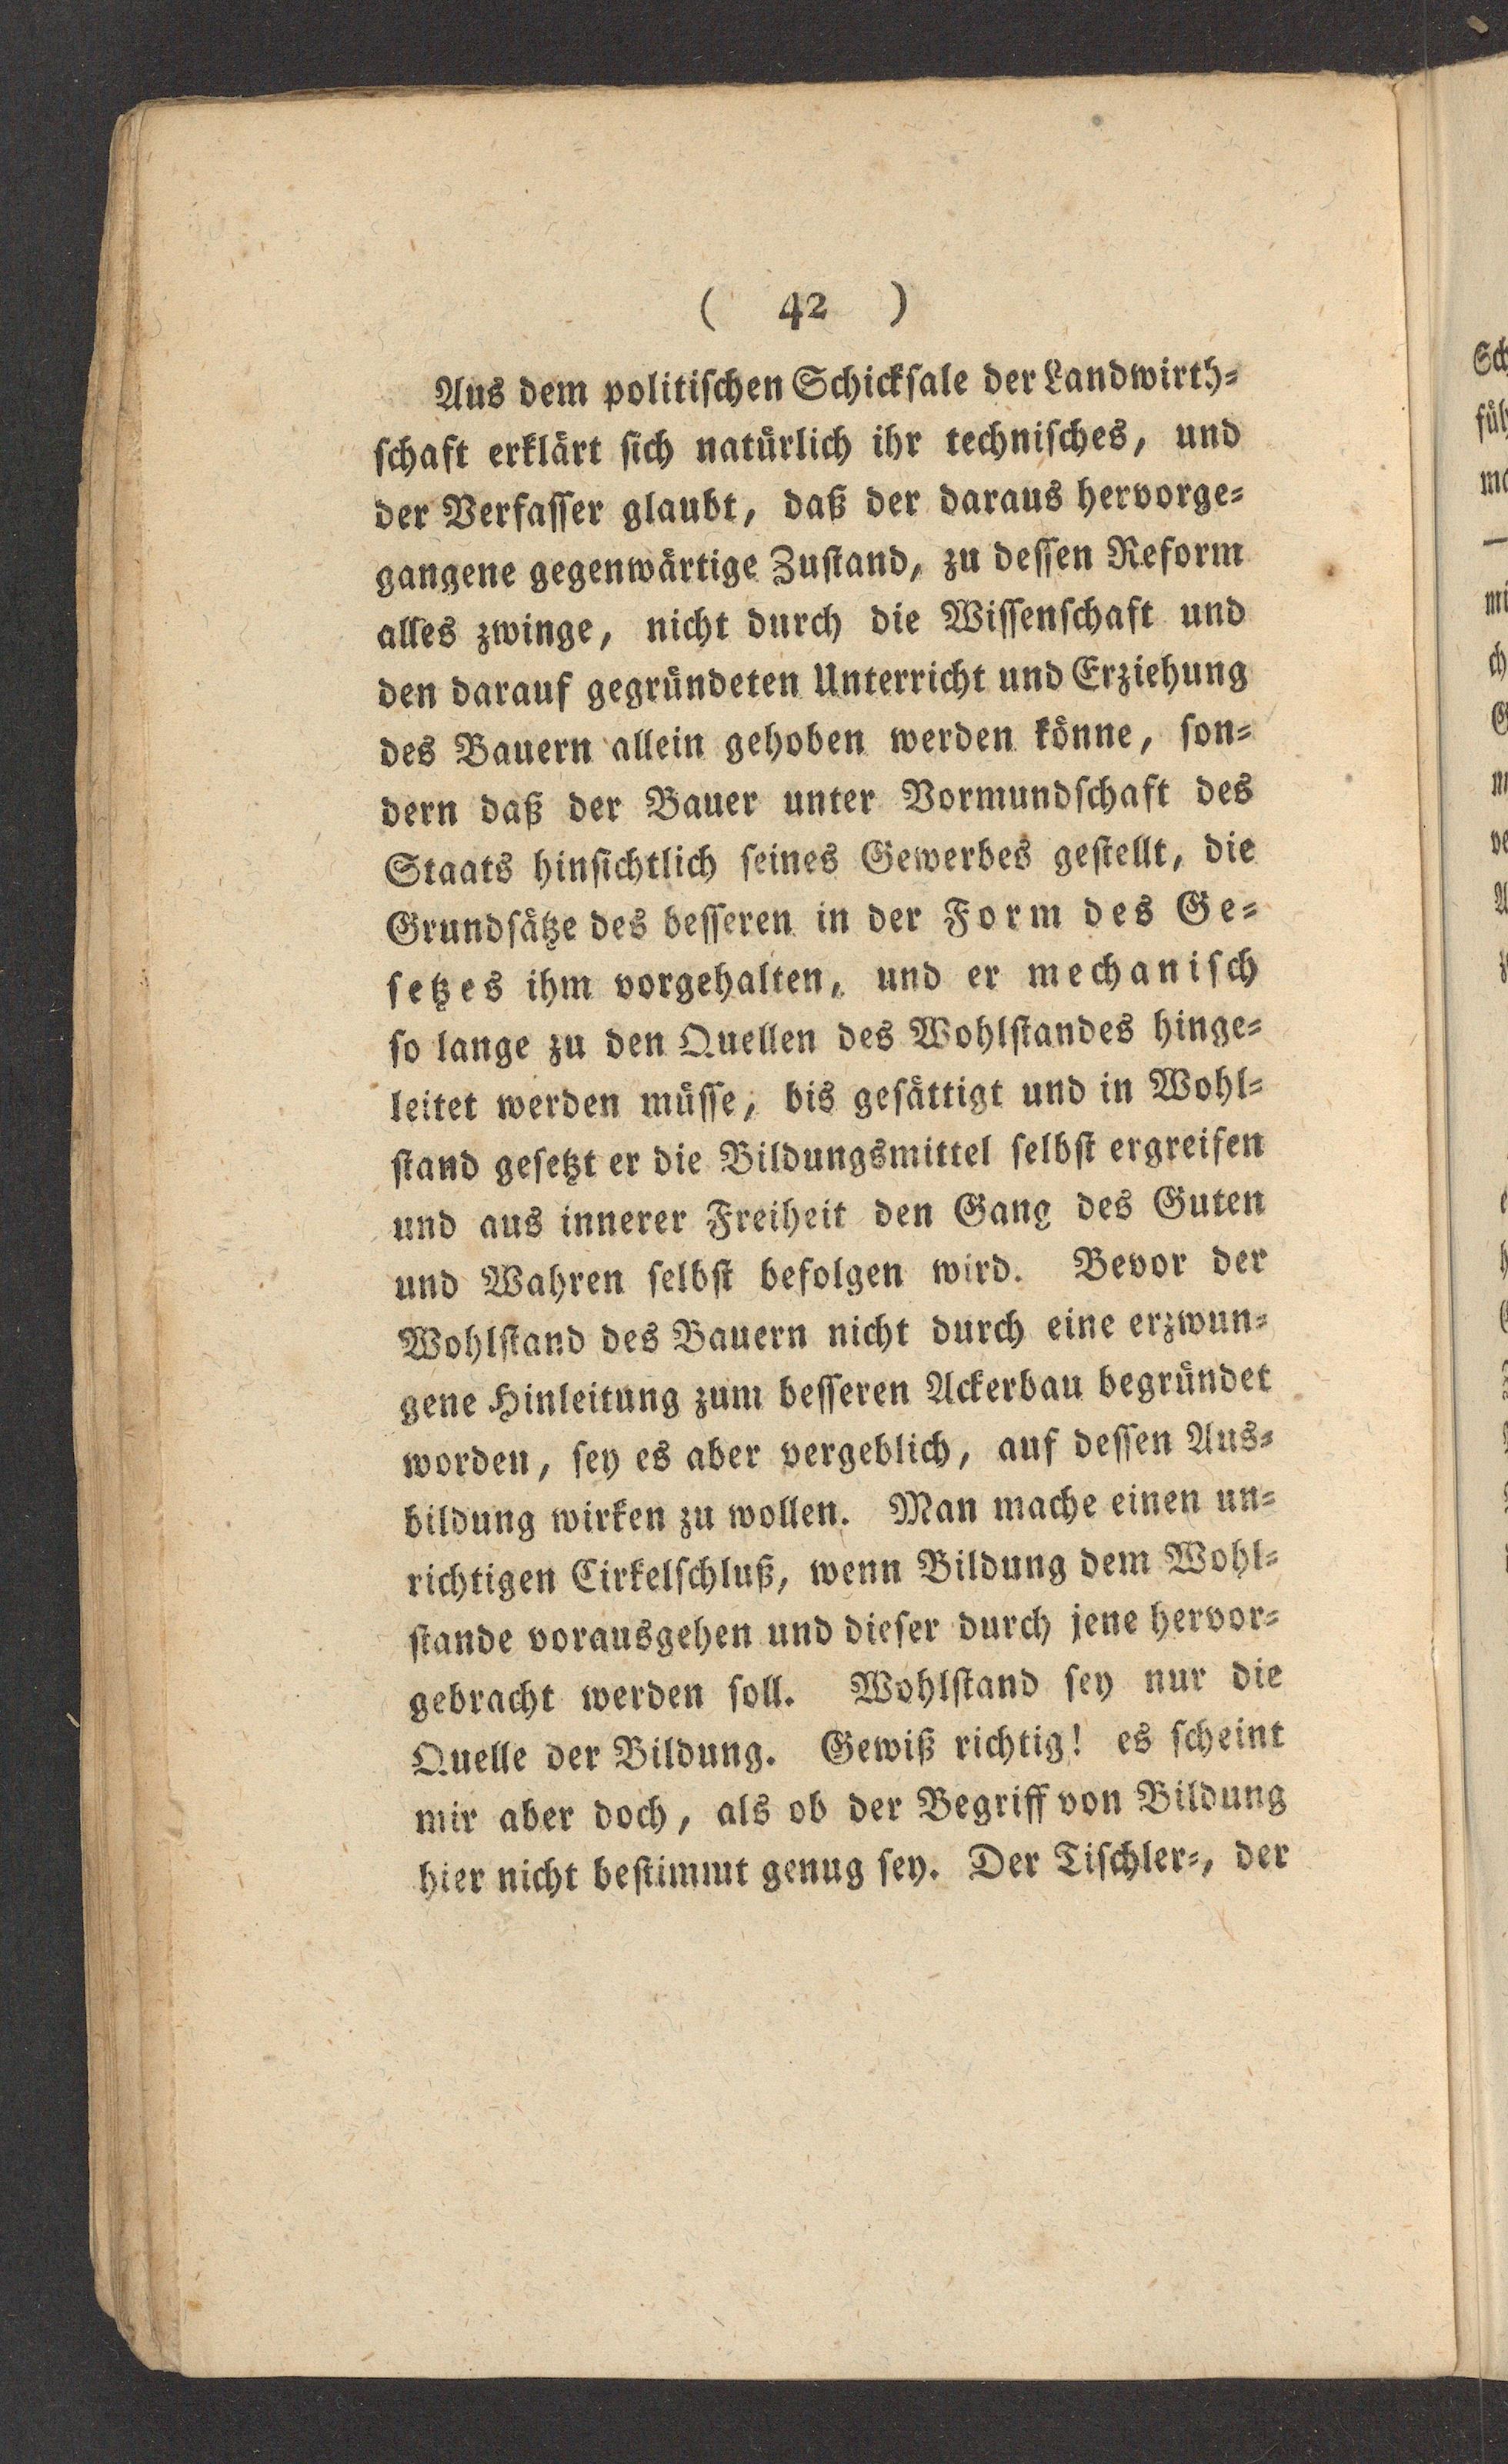 ( 42 )
Aus dem politiſchen Schickſale der Landwirth⸗
ſchaft erklärt ſich natürlich ihr techniſches, und
der Verfaſſer glaubt, daß der daraus hervorge⸗
gangene gegenwärtige Zuſtand, zu deſſen Reform
alles zwinge, nicht durch die Wiſſenſchaft und
den darauf gegründeten Unterricht und Erziehung
des Bauern allein gehoben werden könne, ſon⸗
dern daß der Bauer unter Vormundſchaft des
Staats hinſichtlich ſeines Gewerbes geſtellt, die
Grundſätze des beſſeren in der Form des Ge⸗
ſetzes ihm vorgehalten, und er mechaniſch
ſo lange zu den Quellen des Wohlſtandes hinge⸗
leitet werden müſſe, bis geſättigt und in Wohl⸗
ſtand geſetzt er die Bildungsmittel ſelbſt ergreifen
und aus innerer Freiheit den Gang des Guten
und Wahren ſelbſt befolgen wird. Bevor der
Wohlſtand des Bauern nicht durch eine erzwun⸗
gene Hinleitung zum beſſeren Ackerbau begründet
worden, ſey es aber vergeblich, auf deſſen Aus⸗
bildung wirken zu wollen. Man mache einen un⸗
richtigen Cirkelſchluß, wenn Bildung dem Wohl⸗
ſtande vorausgehen und dieſer durch jene hervor⸗
gebracht werden ſoll. Wohlſtand ſey nur die
Quelle der Bildung. Gewiß richtig! es ſcheint
mir aber doch, als ob der Begriff von Bildung
hier nicht beſtimmt genug ſey. Der Tiſchler⸗, der